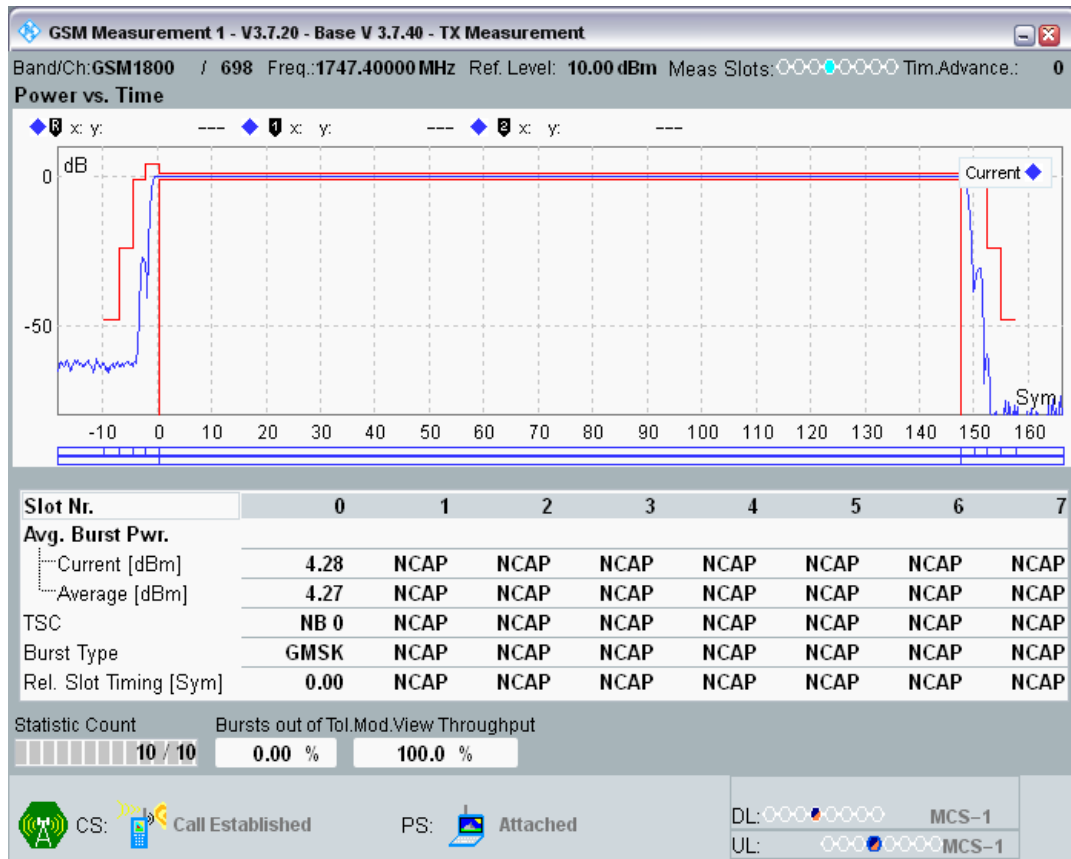 GSM Measurement 1 - V3.7.20 - Base V 3.7.40 - TX Measurement
Band/Ch:GSM1800 / 698 Freq.:1747.40000MHz Ref. Level: 10.00dBm Meas Slots: Tim.Advance.: 0
Power vs. Time
R x: y: --- 1 x: y: --- 2 x: y: ---
dB
Current
0
-50
Sym
-10 0 10 20 30 40 50 60 70 80 90 100 110 120 130 140 150 160
Slot Nr. 0 1 2 3 4 5 6 7
Avg. Burst Pwr.
Current [dBm] 4.28 NCAP NCAP NCAP NCAP NCAP NCAP NCAP
Average [dBm] 4.27 NCAP NCAP NCAP NCAP NCAP NCAP NCAP
TSC NB 0 NCAP NCAP NCAP NCAP NCAP NCAP NCAP
Burst Type GMSK NCAP NCAP NCAP NCAP NCAP NCAP NCAP
Rel. Slot Timing [Sym] 0.00 NCAP NCAP NCAP NCAP NCAP NCAP NCAP
Statistic Count Bursts out of Tol.Mod.View Throughput
10 / 10 0.00 % 100.0 %
CS: Call Established PS: Attached
DL: MCS-1
UL: MCS-1